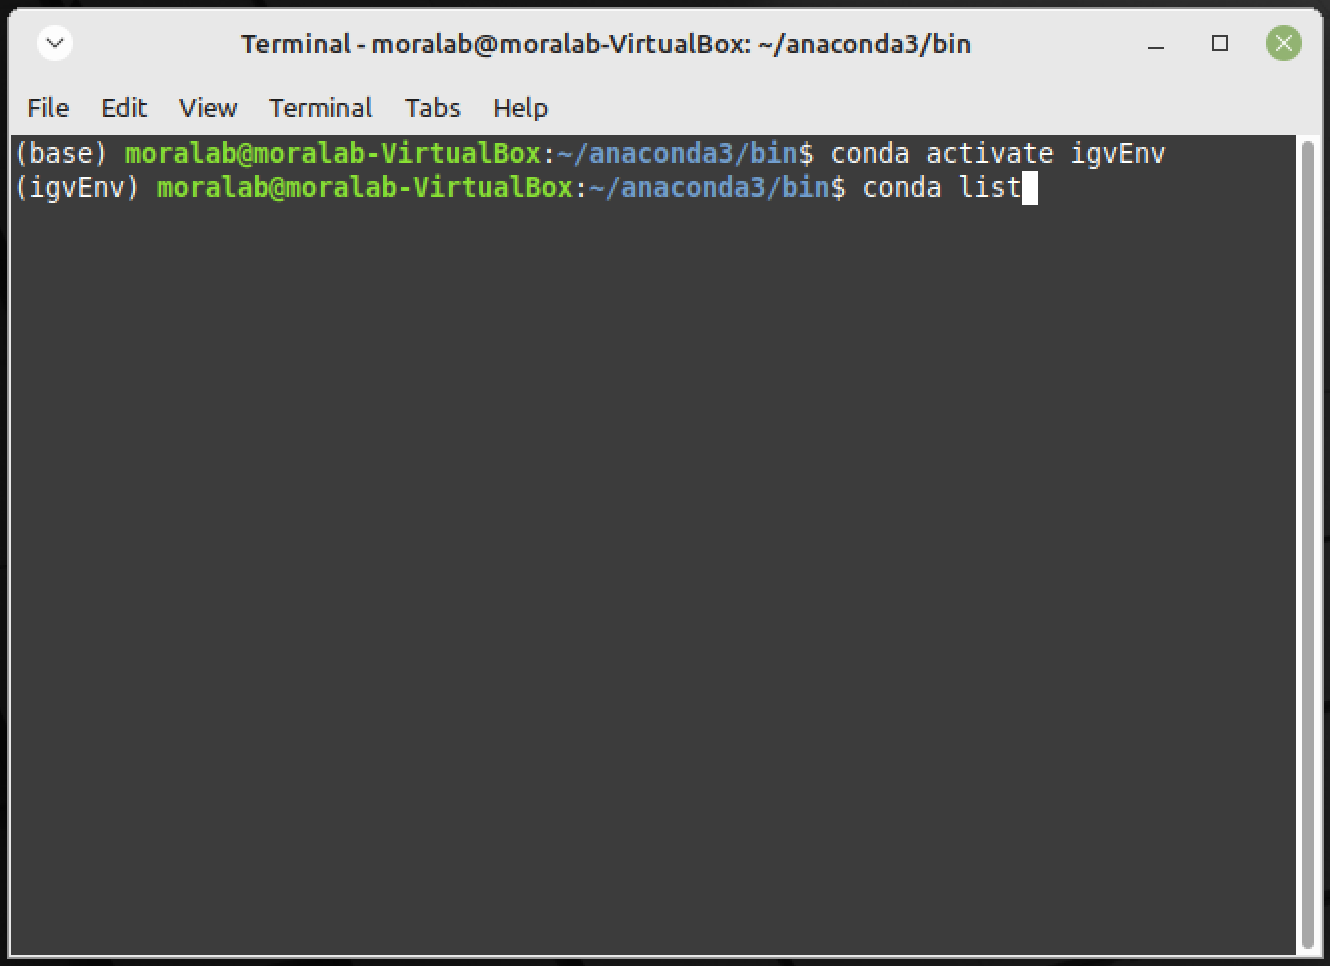 Terminal - moralab@moralab-VirtualBox: ~/anaconda3/bin
File Edit View Terminal Tabs Help
(base) moralab@moralab-VirtualBox:~/anaconda3/bin$ conda activate igvEnv
(igvEnv) moralab@moralab-VirtualBox:~/anaconda3/bin$ conda list